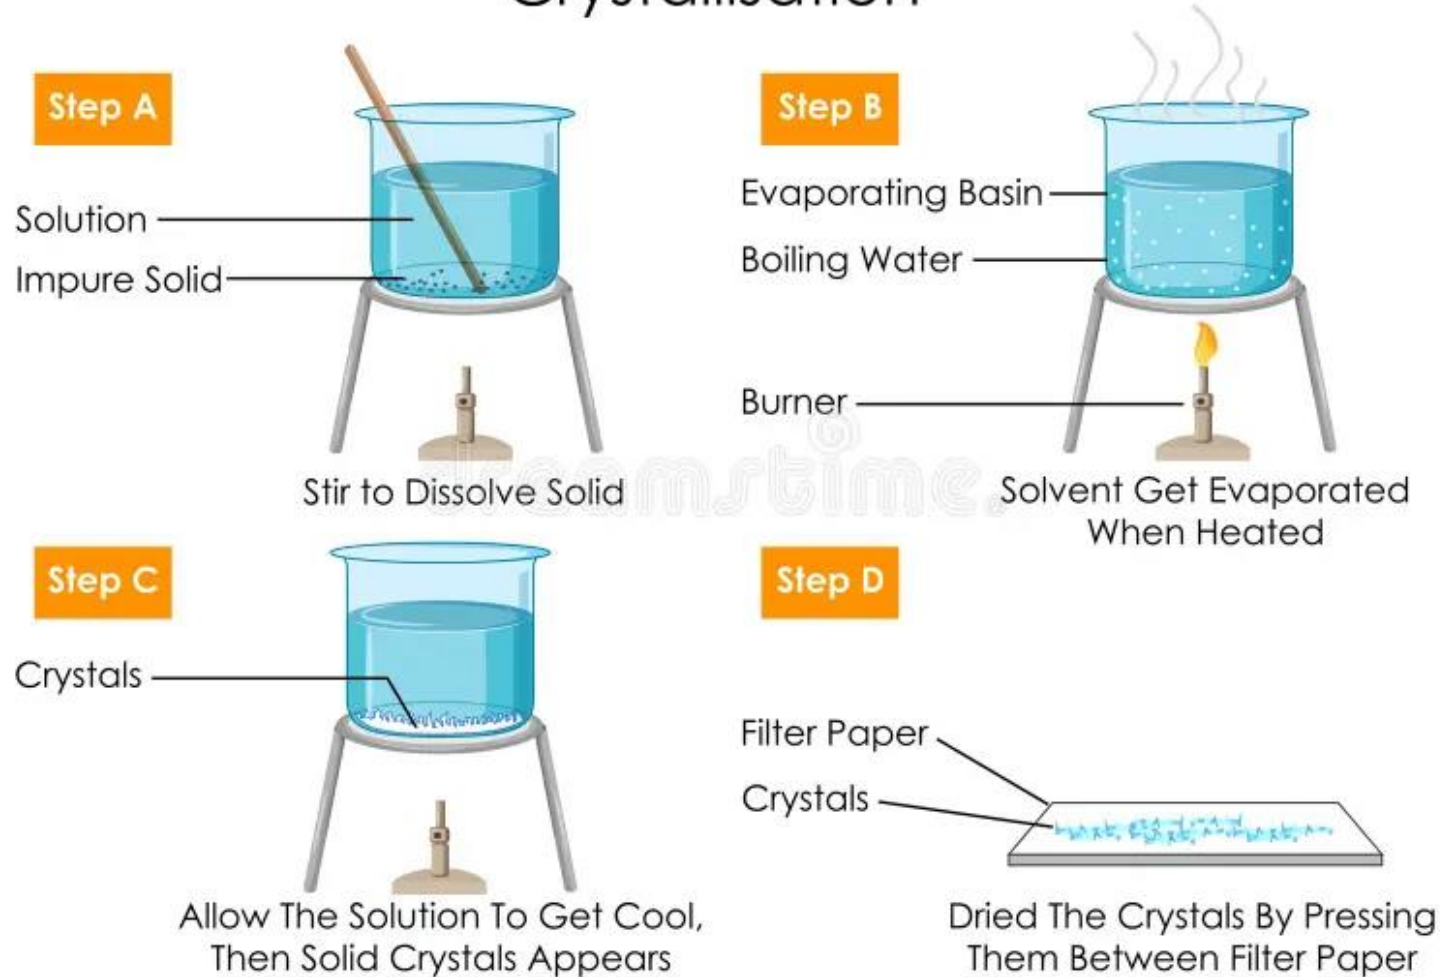 Crystallisation
Step A
Solution
Impure Solid
Stir to Dissolve Solid
Step B
Evaporating Basin
Boiling Water
Burner
Solvent Get Evaporated
When Heated
Step C
Crystals
Allow The Solution To Get Cool,
Then Solid Crystals Appears
Step D
Filter Paper
Crystals
Dried The Crystals By Pressing
Them Between Filter Paper
dreamstime.